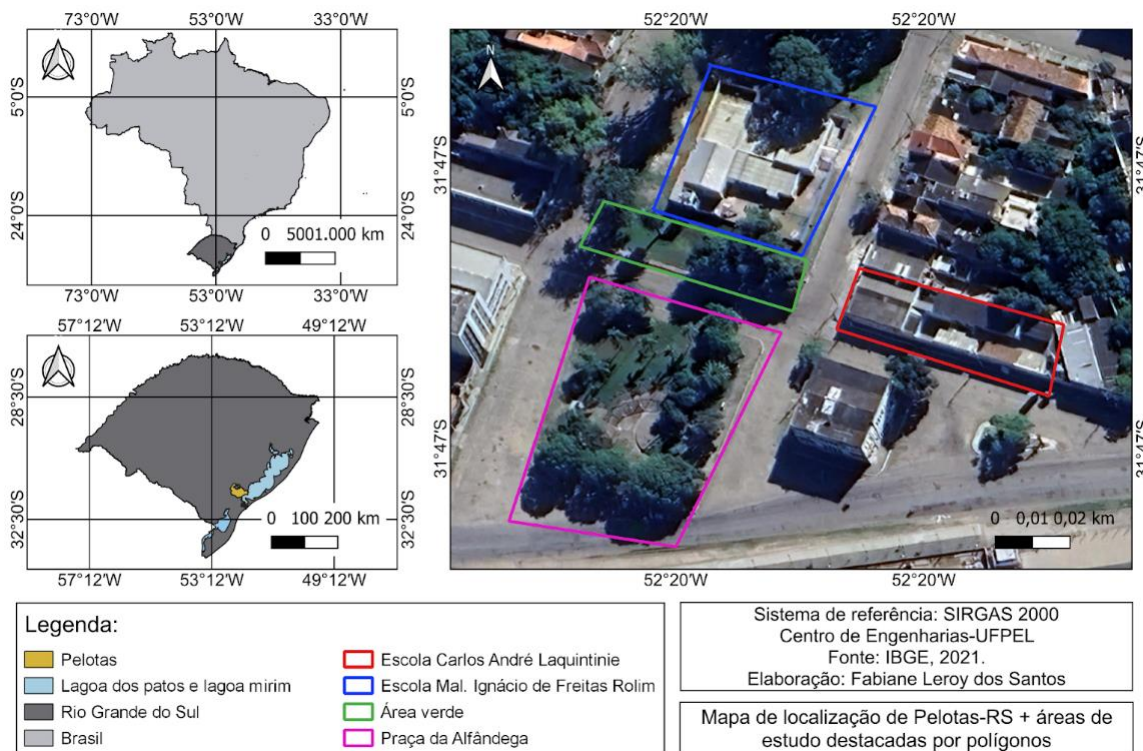 73°0'W 53°0'W 33°0'W
5°0'S
5°0'S
24°0'S
24°0'S
0 5001.000 km
73°0'W 53°0'W 33°0'W
57°12'W 53°12'W 49°12'W
28°30'S
28°30'S
32°30'S
32°30'S
0 100 200 km
57°12'W 53°12'W 49°12'W
52°20'W 52°20'W
N
31°47'S
31°47'S
31°47'S
31°47'S
0 0,01 0,02 km
52°20'W 52°20'W
Legenda:
Pelotas
Lagoa dos patos e lagoa mirim
Rio Grande do Sul
Brasil
Escola Carlos André Laquintinie
Escola Mal. Ignácio de Freitas Rolim
Área verde
Praça da Alfândega
Sistema de referência: SIRGAS 2000
Centro de Engenharias-UFPEL
Fonte: IBGE, 2021.
Elaboração: Fabiane Leroy dos Santos
Mapa de localização de Pelotas-RS + áreas de
estudo destacadas por polígonos